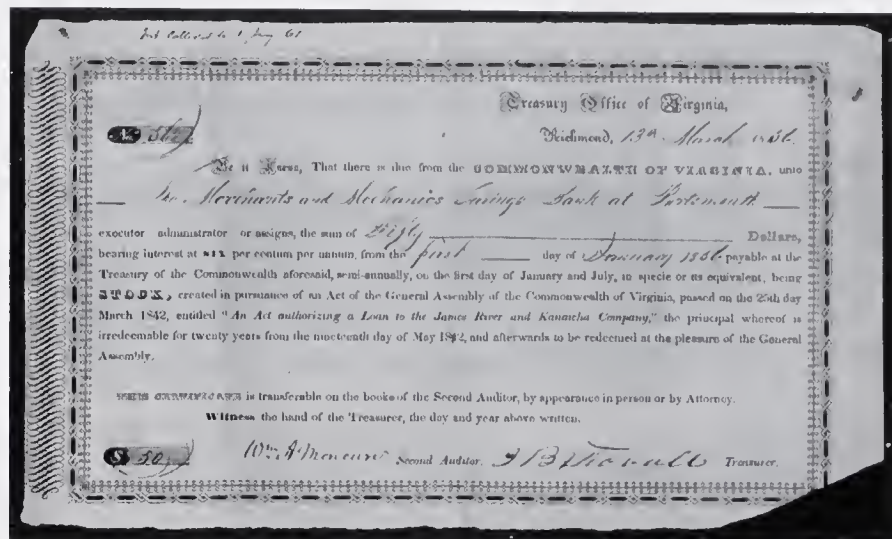 Int Collected to 1 Jany 61
Treasury Office of Virginia,
No. 562
Richmond, 13th March 1856
Be it Known, That there is due from the COMMONWEALTH OF VIRGINIA, unto
The Merchants and Mechanics Savings Bank at Portsmouth
executor administrator or assigns, the sum of Fifty Dollars,
bearing interest at SIX per centum per annum, from the first day of January 1856 payable at the
Treasury of the Commonwealth aforesaid, semi-annually, on the first day of January and July, in specie or its equivalent, being
STOCK, created in pursuance of an Act of the General Assembly of the Commonwealth of Virginia, passed on the 25th day
March 1842, entitled "An Act authorizing a Loan to the James River and Kanawha Company," the principal whereof is
irredeemable for twenty years from the nineteenth day of May 1842, and afterwards to be redeemed at the pleasure of the General
Assembly.
THIS CERTIFICATE is transferable on the books of the Second Auditor, by appearance in person or by Attorney.
Witness the hand of the Treasurer, the day and year above written.
$ 50 Wm A Moncure Second Auditor. J B Stovall Treasurer.